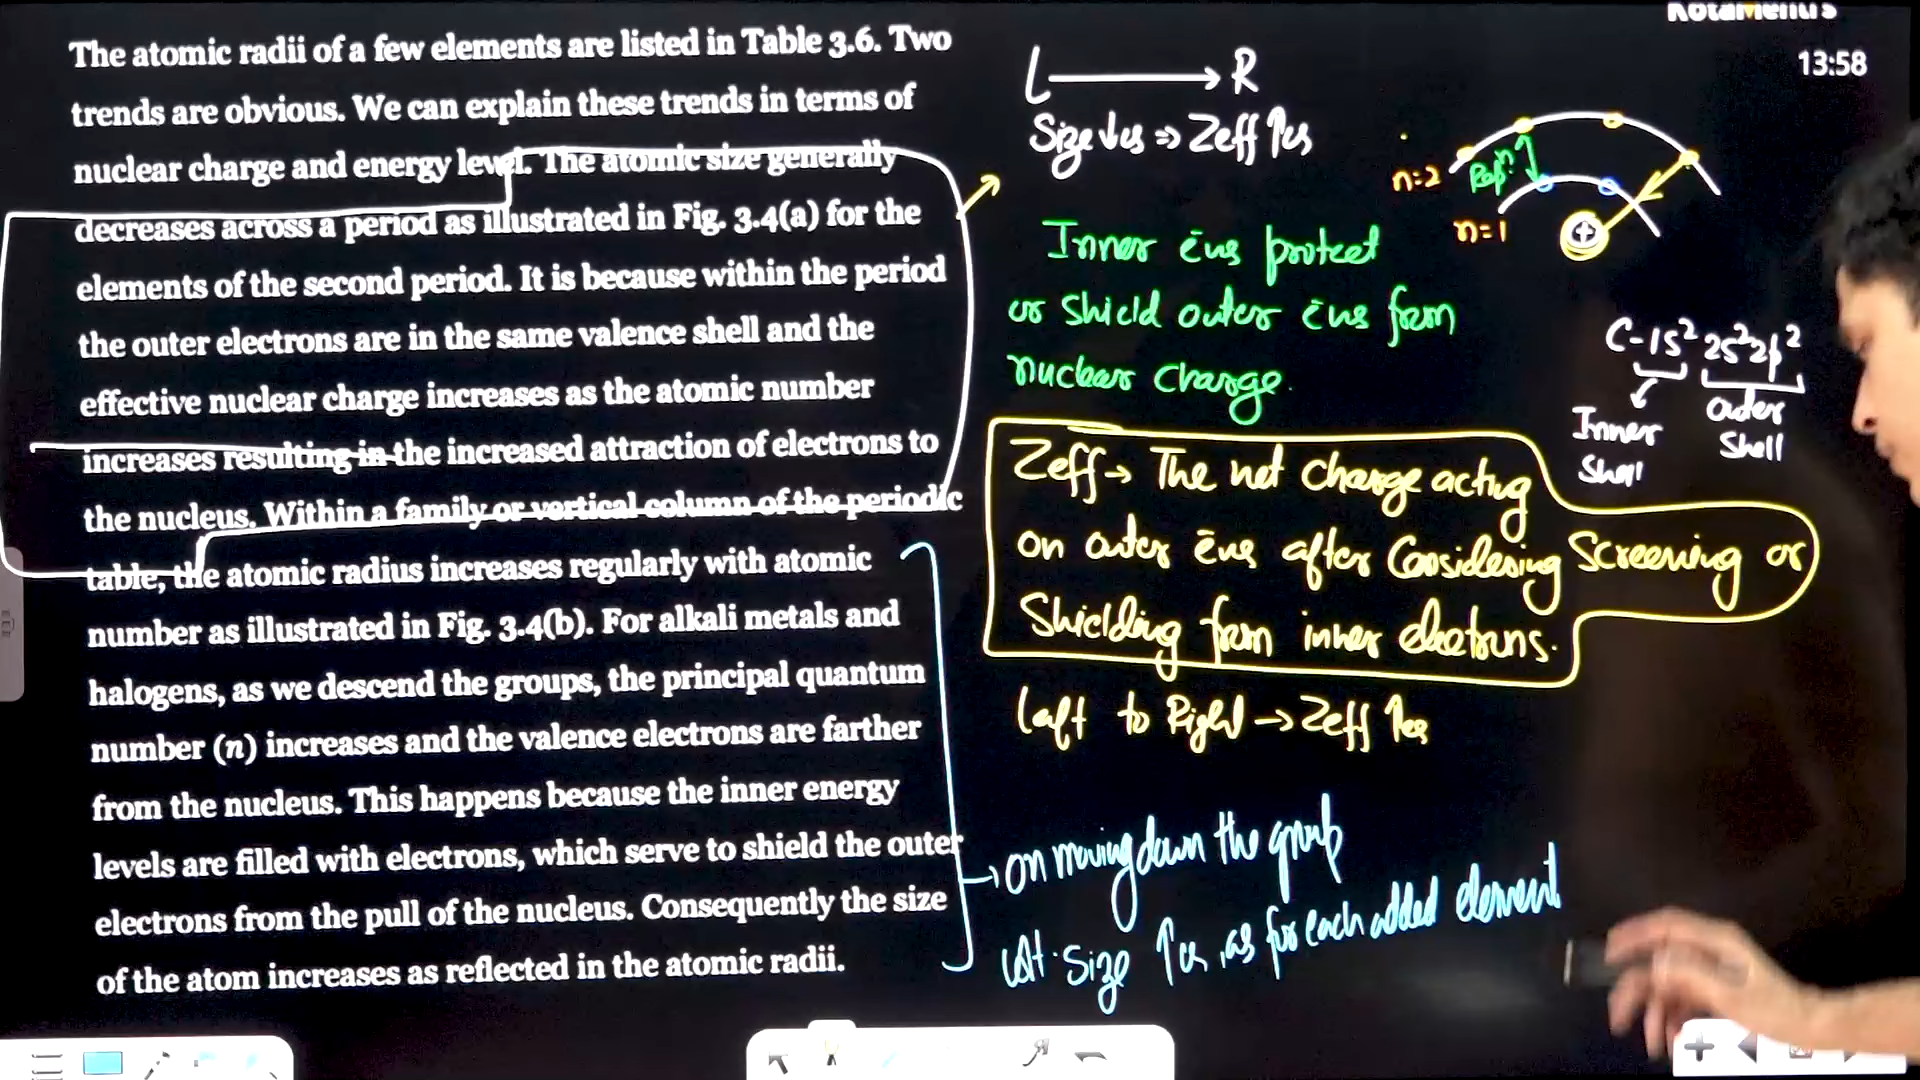 The atomic radii of a few elements are listed in Table 3.6. Two
trends are obvious. We can explain these trends in terms of
nuclear charge and energy level. The atomic size generally
decreases across a period as illustrated in Fig. 3.4(a) for the
elements of the second period. It is because within the period
the outer electrons are in the same valence shell and the
effective nuclear charge increases as the atomic number
increases resulting in the increased attraction of electrons to
the nucleus. Within a family or vertical column of the periodic
table, the atomic radius increases regularly with atomic
number as illustrated in Fig. 3.4(b). For alkali metals and
halogens, as we descend the groups, the principal quantum
number (n) increases and the valence electrons are farther
from the nucleus. This happens because the inner energy
levels are filled with electrons, which serve to shield the outer
electrons from the pull of the nucleus. Consequently the size
of the atom increases as reflected in the atomic radii.
13:58
L → R
Size ↓es ⇒ Zeff ↑es
n=2
Repⁿ
n=1
+
Inner ēns protect
or shield outer ēns from
nuclear charge.
C-1s² 2s²2p²
Inner
Shell
outer
Shell
Zeff → The net charge acting
on outer ēns after Considering Screening or
Shielding from inner electrons.
Left to Right → Zeff ↑es
→ on moving down the group
Size ↑es, as for each added element